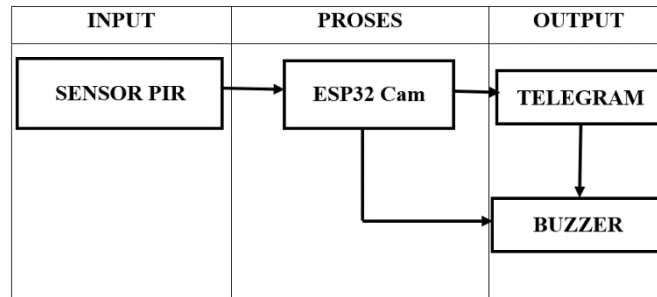 INPUT
PROSES
OUTPUT
SENSOR PIR
ESP32 Cam
TELEGRAM
BUZZER